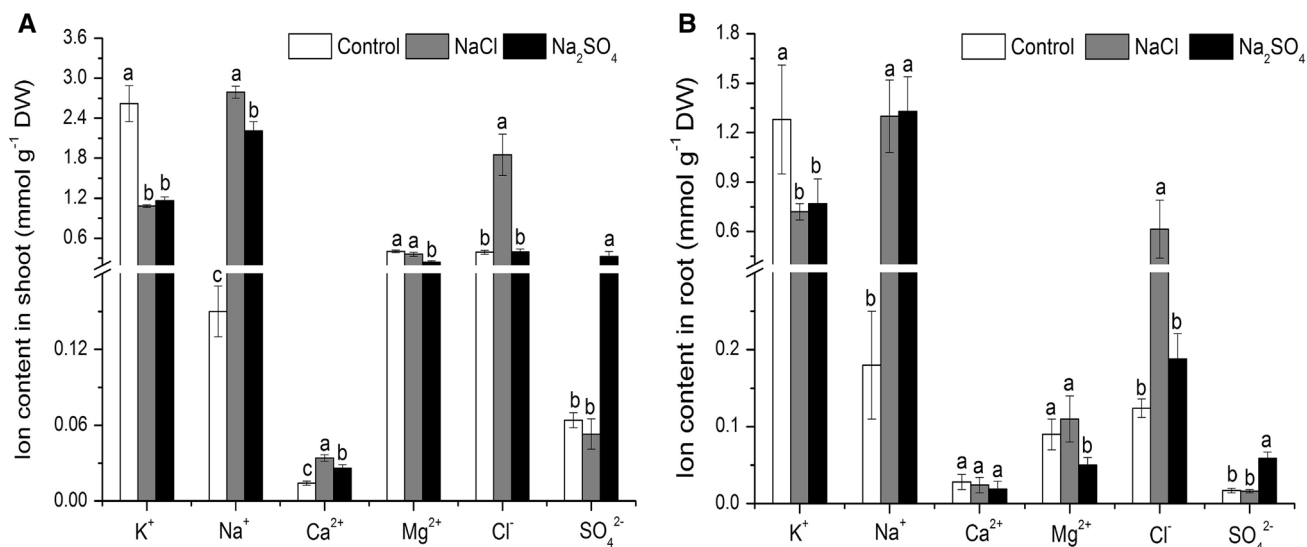 A
Control NaCl Na₂SO₄
Ion content in shoot (mmol g⁻¹ DW)
3.6
3.0
2.4
1.8
1.2
0.6
0.12
0.06
0.00
a b b
c a b
c a b
a a b
b a b
b b a
K⁺ Na⁺ Ca²⁺ Mg²⁺ Cl⁻ SO₄²⁻
B
Control NaCl Na₂SO₄
Ion content in root (mmol g⁻¹ DW)
1.8
1.5
1.2
0.9
0.6
0.2
0.1
0.0
a b b
b a a
a a a
a a b
b a b
b b a
K⁺ Na⁺ Ca²⁺ Mg²⁺ Cl⁻ SO₄²⁻